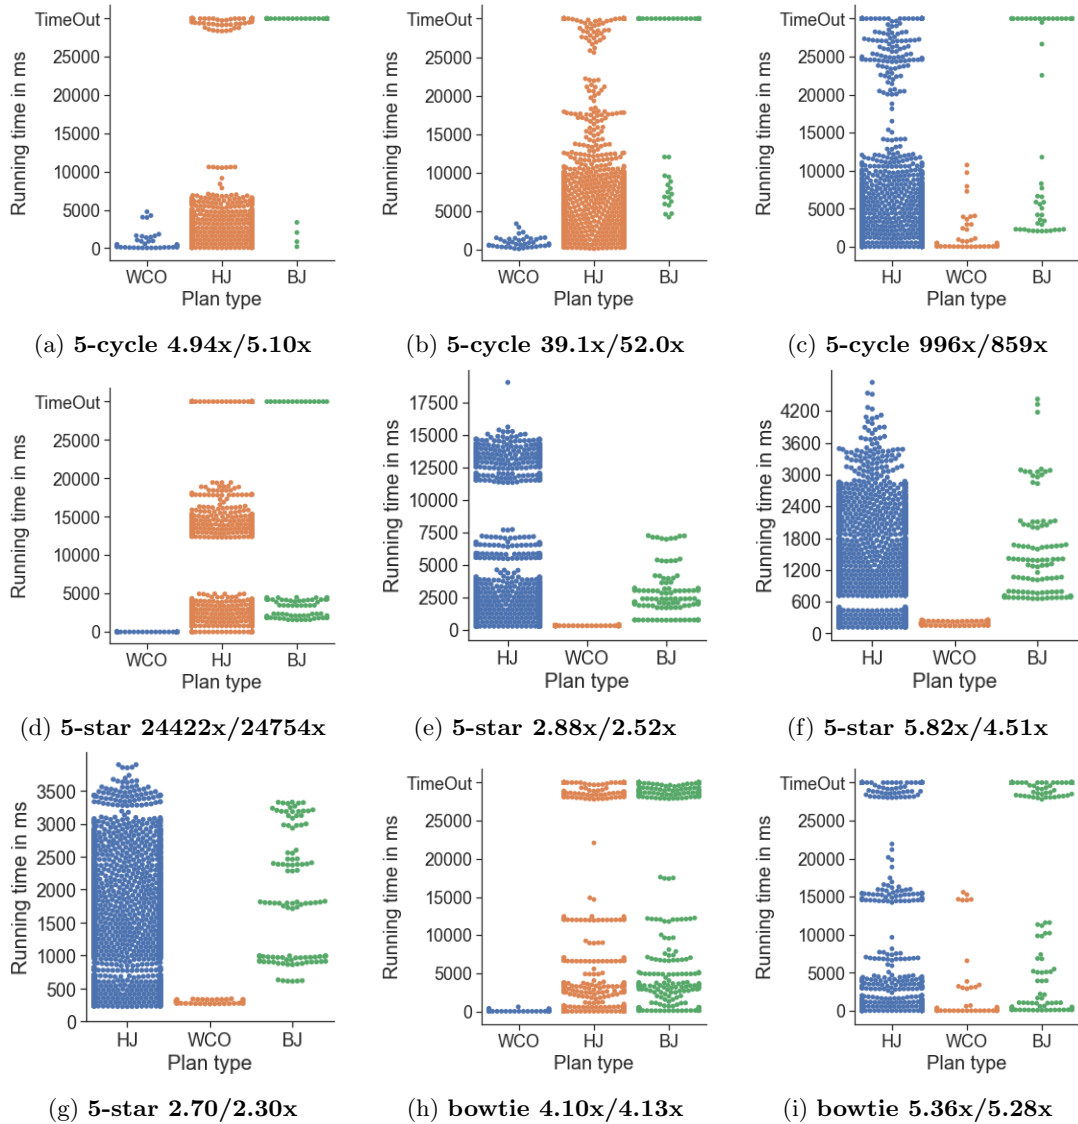 TimeOut
25000
20000
15000
10000
5000
0
Running time in ms
WCO HJ BJ
Plan type
(a) 5-cycle 4.94x/5.10x
TimeOut
25000
20000
15000
10000
5000
0
Running time in ms
WCO HJ BJ
Plan type
(b) 5-cycle 39.1x/52.0x
TimeOut
25000
20000
15000
10000
5000
0
Running time in ms
HJ WCO BJ
Plan type
(c) 5-cycle 996x/859x
TimeOut
25000
20000
15000
10000
5000
0
Running time in ms
WCO HJ BJ
Plan type
(d) 5-star 24422x/24754x
17500
15000
12500
10000
7500
5000
2500
0
Running time in ms
HJ WCO BJ
Plan type
(e) 5-star 2.88x/2.52x
4200
3600
3000
2400
1800
1200
600
0
Running time in ms
HJ WCO BJ
Plan type
(f) 5-star 5.82x/4.51x
3500
3000
2500
2000
1500
1000
500
0
Running time in ms
HJ WCO BJ
Plan type
(g) 5-star 2.70/2.30x
TimeOut
25000
20000
15000
10000
5000
0
Running time in ms
WCO HJ BJ
Plan type
(h) bowtie 4.10x/4.13x
TimeOut
25000
20000
15000
10000
5000
0
Running time in ms
HJ WCO BJ
Plan type
(i) bowtie 5.36x/5.28x